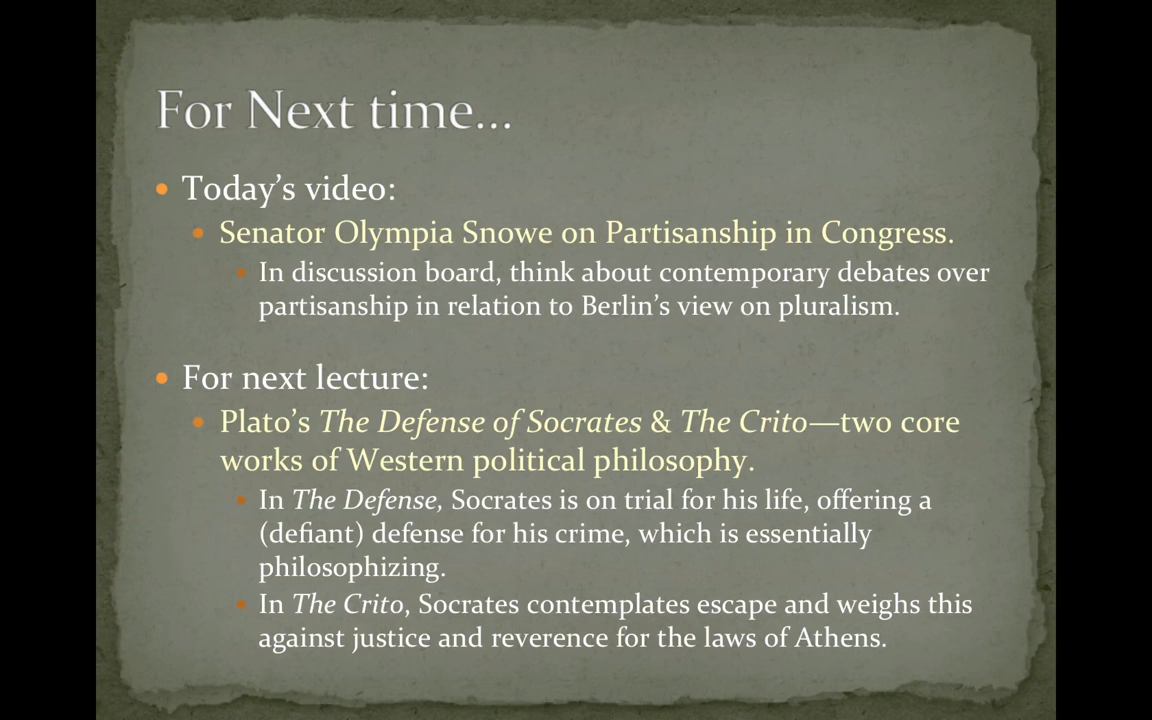 For Next time...
• Today's video:
• Senator Olympia Snowe on Partisanship in Congress.
• In discussion board, think about contemporary debates over
partisanship in relation to Berlin's view on pluralism.
• For next lecture:
• Plato's The Defense of Socrates & The Crito—two core
works of Western political philosophy.
• In The Defense, Socrates is on trial for his life, offering a
(defiant) defense for his crime, which is essentially
philosophizing.
• In The Crito, Socrates contemplates escape and weighs this
against justice and reverence for the laws of Athens.